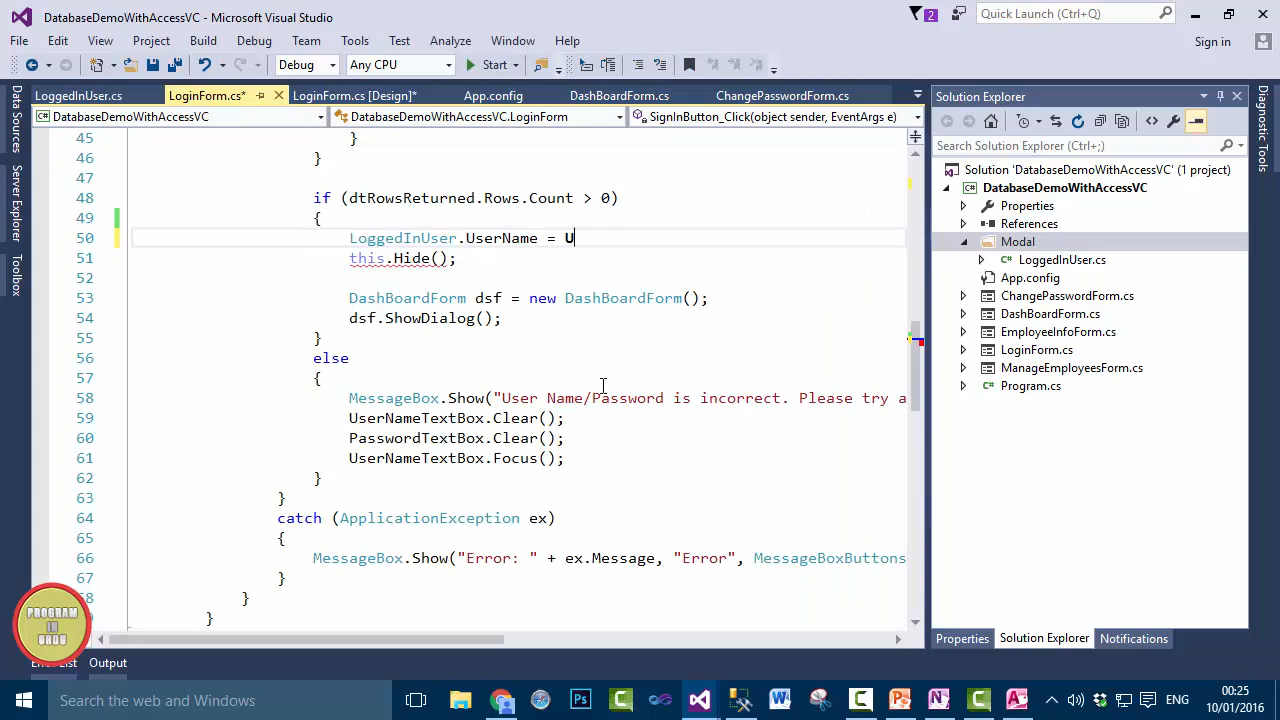 DatabaseDemoWithAccessVC - Microsoft Visual Studio
2
Quick Launch (Ctrl+Q)
File Edit View Project Build Debug Team Tools Test Analyze Window Help
Sign in
Debug Any CPU Start
LoggedInUser.cs LoginForm.cs* LoginForm.cs [Design]* App.config DashBoardForm.cs ChangePasswordForm.cs
DatabaseDemoWithAccessVC DatabaseDemoWithAccessVC.LoginForm SignInButton_Click(object sender, EventArgs e)
Data Sources
Server Explorer
Toolbox
45 }
46 }
47
48 if (dtRowsReturned.Rows.Count > 0)
49 {
50 LoggedInUser.UserName = U
51 this.Hide();
52
53 DashBoardForm dsf = new DashBoardForm();
54 dsf.ShowDialog();
55 }
56 else
57 {
58 MessageBox.Show("User Name/Password is incorrect. Please try a
59 UserNameTextBox.Clear();
60 PasswordTextBox.Clear();
61 UserNameTextBox.Focus();
62 }
63 }
64 catch (ApplicationException ex)
65 {
66 MessageBox.Show("Error: " + ex.Message, "Error", MessageBoxButtons
67 }
68 }
}
Solution Explorer
Search Solution Explorer (Ctrl+;)
Solution 'DatabaseDemoWithAccessVC' (1 project)
DatabaseDemoWithAccessVC
Properties
References
Modal
LoggedInUser.cs
App.config
ChangePasswordForm.cs
DashBoardForm.cs
EmployeeInfoForm.cs
LoginForm.cs
ManageEmployeesForm.cs
Program.cs
Properties Solution Explorer Notifications
Diagnostic Tools
PROGRAM
IN
URDU
Error List Output
Search the web and Windows
ENG
00:25
10/01/2016